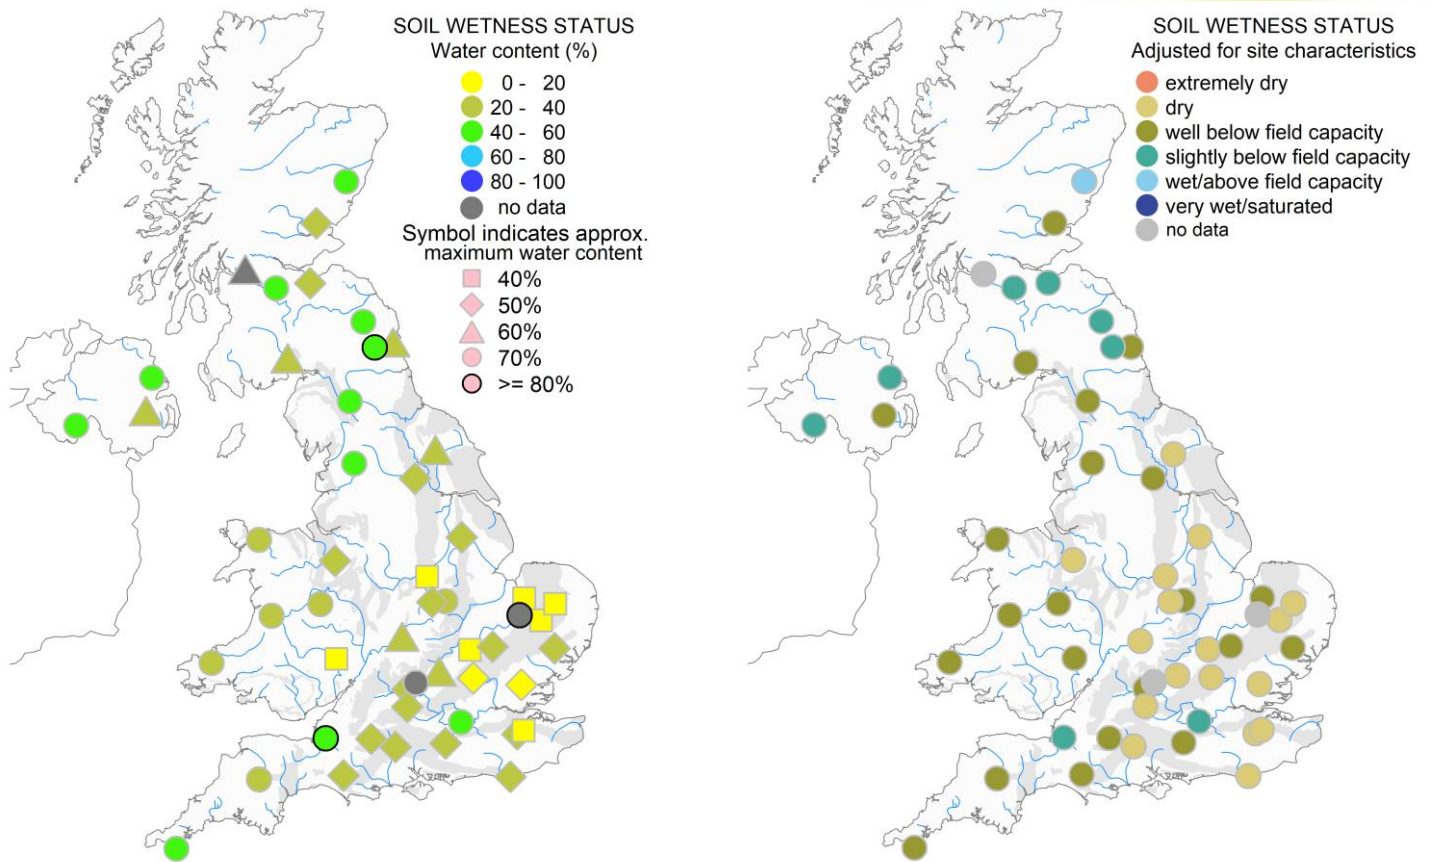 SOIL WETNESS STATUS
Water content (%)
0 - 20
20 - 40
40 - 60
60 - 80
80 - 100
no data
Symbol indicates approx.
maximum water content
40%
50%
60%
70%
>= 80%
SOIL WETNESS STATUS
Adjusted for site characteristics
extremely dry
dry
well below field capacity
slightly below field capacity
wet/above field capacity
very wet/saturated
no data